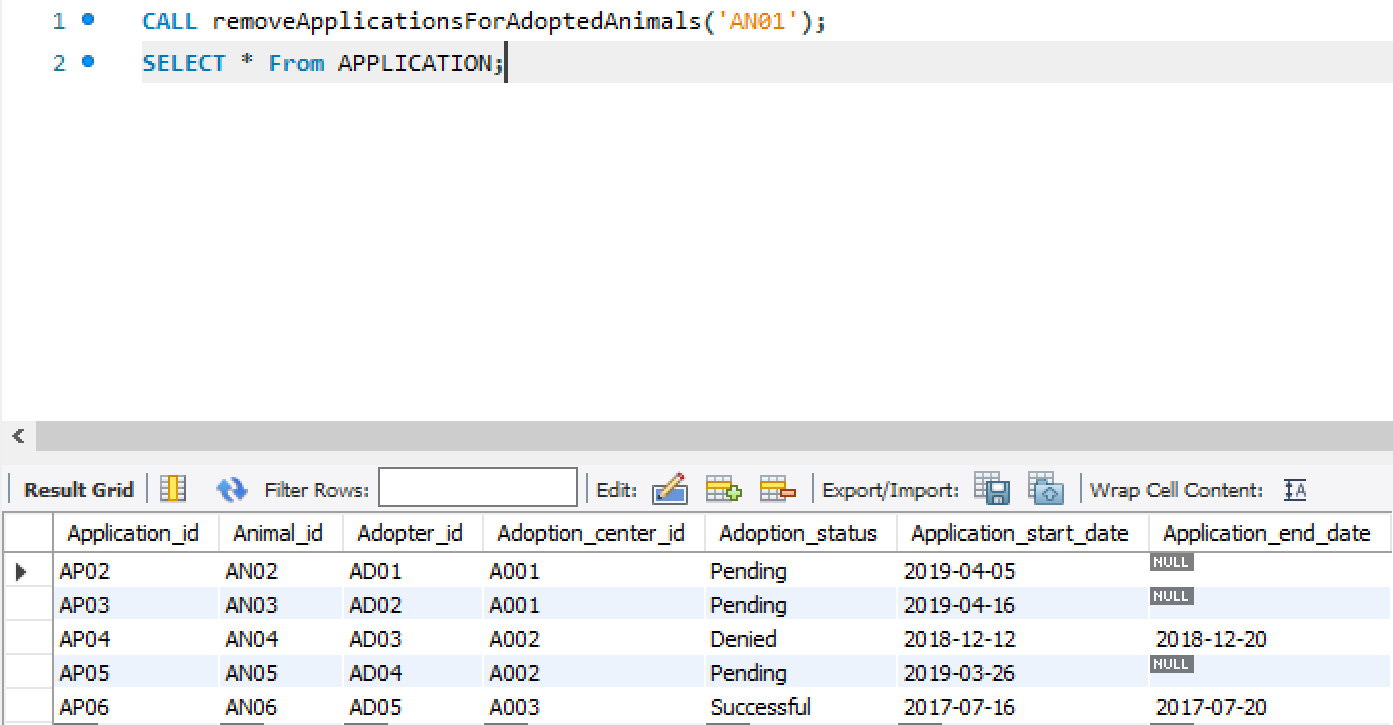 1 CALL removeApplicationsForAdoptedAnimals('AN01');
2 SELECT * From APPLICATION;
Result Grid Filter Rows: Edit: Export/Import: Wrap Cell Content: IA
Application_id Animal_id Adopter_id Adoption_center_id Adoption_status Application_start_date Application_end_date
AP02 AN02 AD01 A001 Pending 2019-04-05 NULL
AP03 AN03 AD02 A001 Pending 2019-04-16 NULL
AP04 AN04 AD03 A002 Denied 2018-12-12 2018-12-20
AP05 AN05 AD04 A002 Pending 2019-03-26 NULL
AP06 AN06 AD05 A003 Successful 2017-07-16 2017-07-20